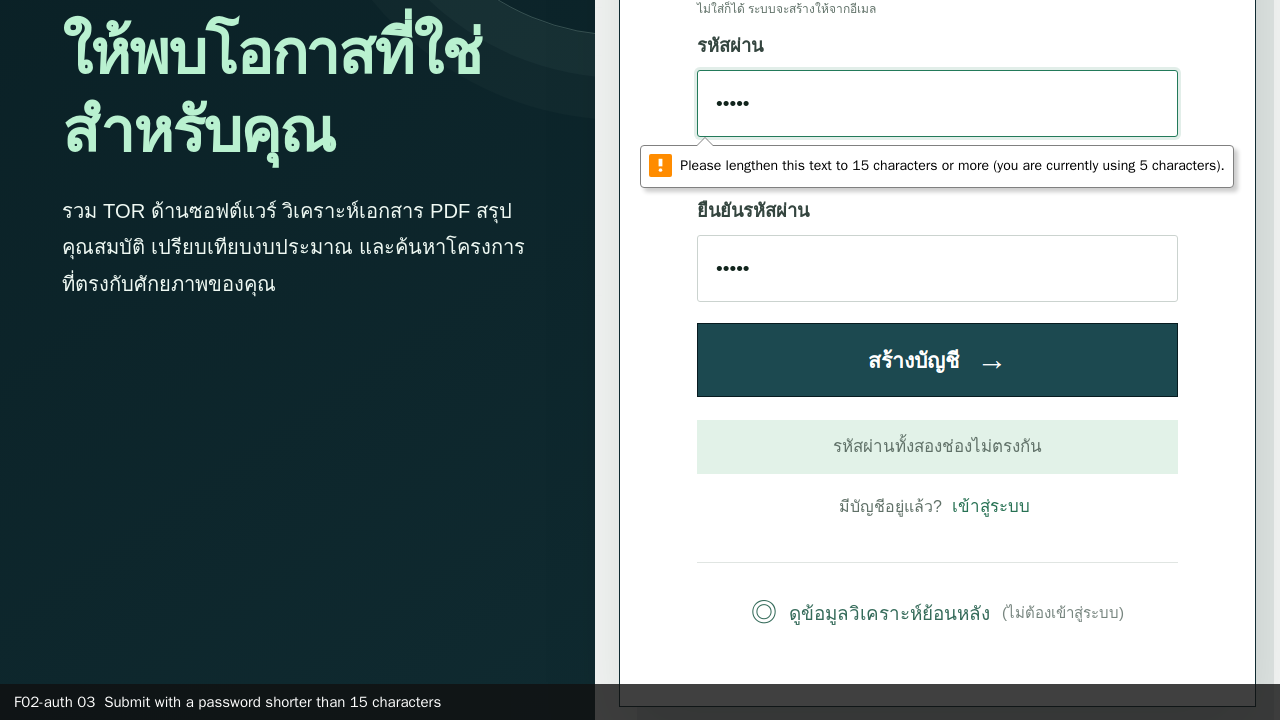 ให้พบโอกาสที่ใช่
สำหรับคุณ
รวม TOR ด้านซอฟต์แวร์ วิเคราะห์เอกสาร PDF สรุป
คุณสมบัติ เปรียบเทียบงบประมาณ และค้นหาโครงการ
ที่ตรงกับศักยภาพของคุณ
ไม่ใส่ก็ได้ ระบบจะสร้างให้จากอีเมล
รหัสผ่าน
•••••
Please lengthen this text to 15 characters or more (you are currently using 5 characters).
ยืนยันรหัสผ่าน
•••••
สร้างบัญชี →
รหัสผ่านทั้งสองช่องไม่ตรงกัน
มีบัญชีอยู่แล้ว? เข้าสู่ระบบ
ดูข้อมูลวิเคราะห์ย้อนหลัง (ไม่ต้องเข้าสู่ระบบ)
F02-auth 03 Submit with a password shorter than 15 characters